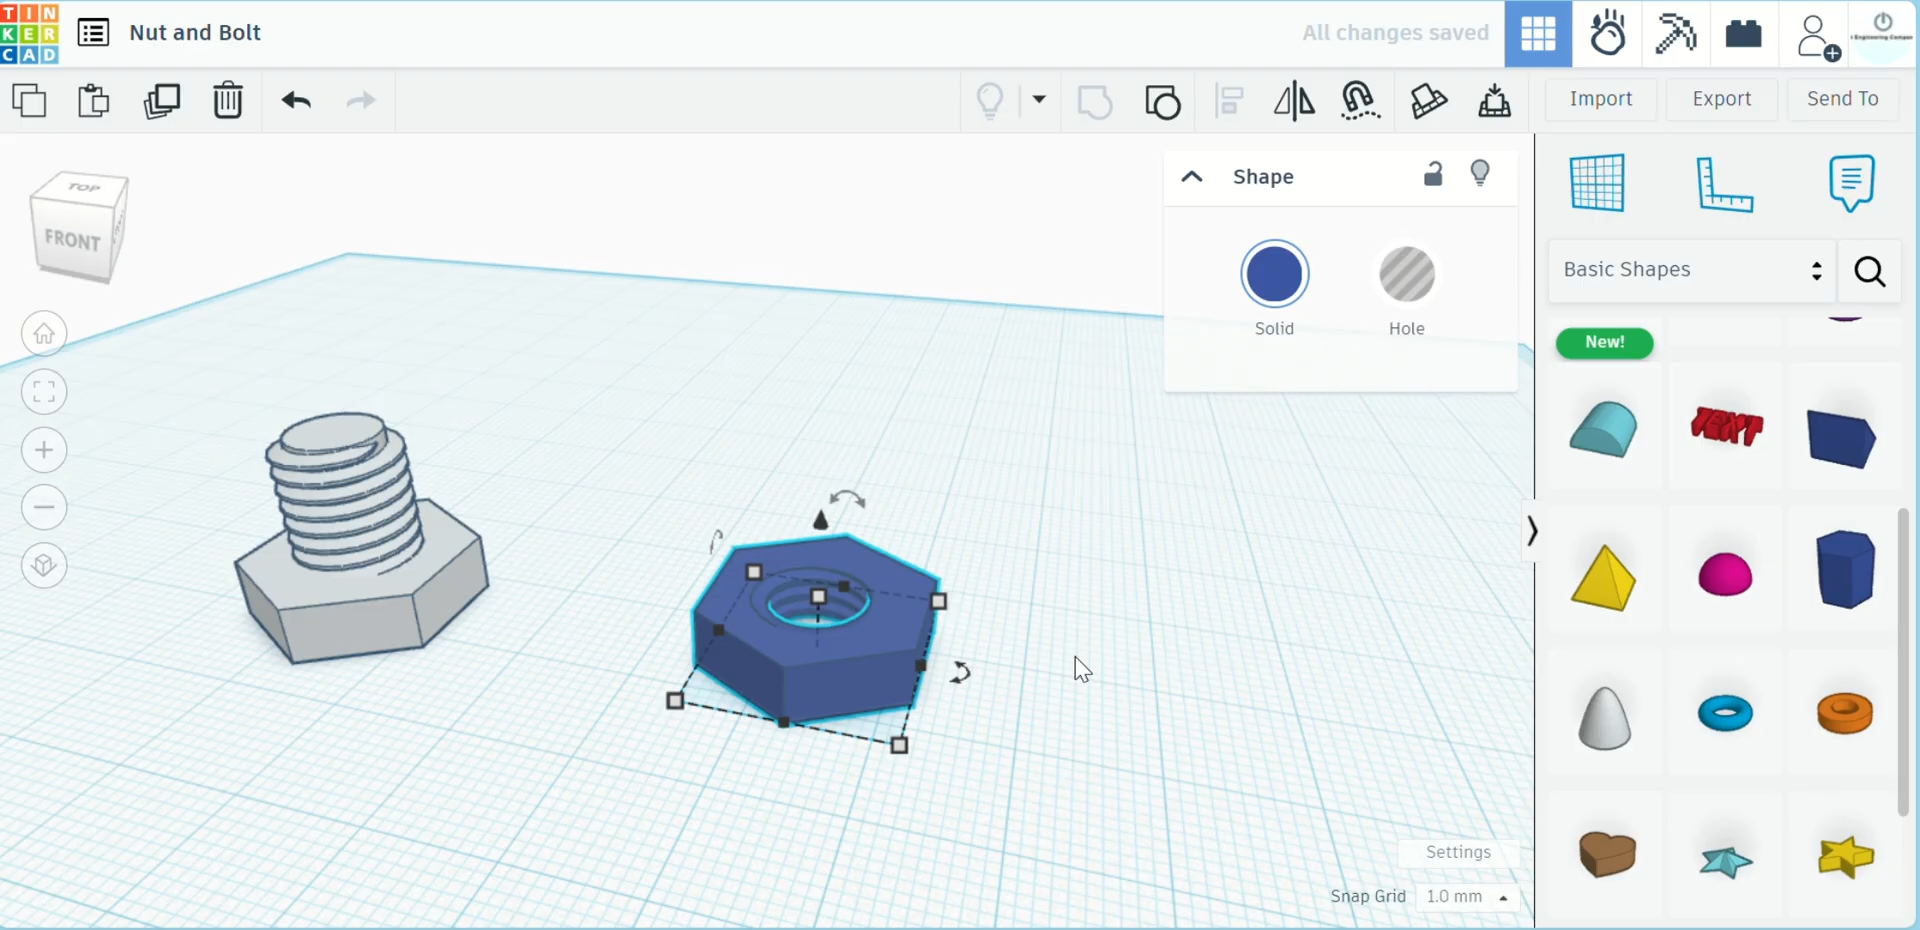 TIN
KER
CAD
Nut and Bolt
All changes saved
Engineering
Import
Export
Send To
TOP
FRONT
Shape
Solid
Hole
Basic Shapes
New!
TEXT
Settings
Snap Grid
1.0 mm